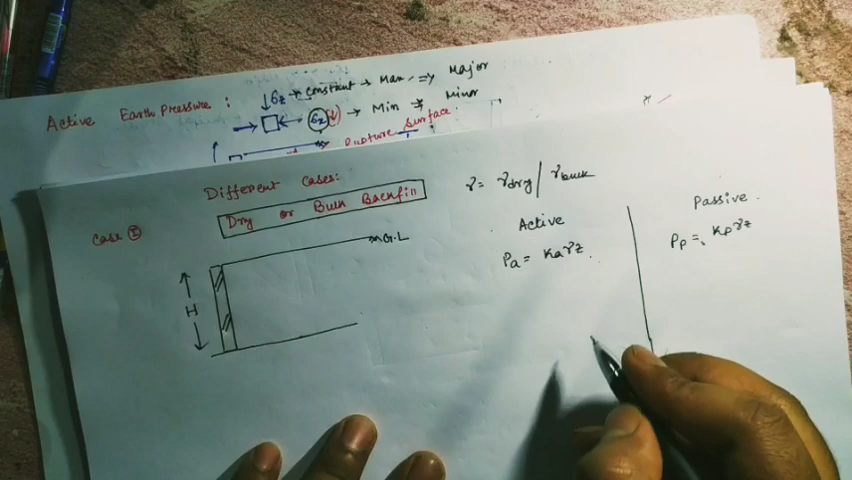 Active Earth Pressure :
↓σz → constant → Max. ⇒ Major
σx ↓ → Min ⇒ Minor
rupture surface.
Different Cases:
Case ①
Dry or Bulk Backfill
γ = γdry / γbulk
G.L
H
Active
Pa = Kaγz.
Passive.
Pp = Kpγz